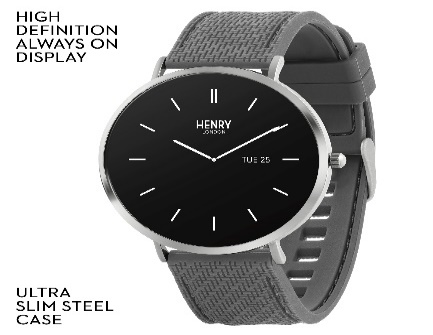 HIGH
DEFINITION
ALWAYS ON
DISPLAY
HENRY
LONDON
TUE 25
ULTRA
SLIM STEEL
CASE